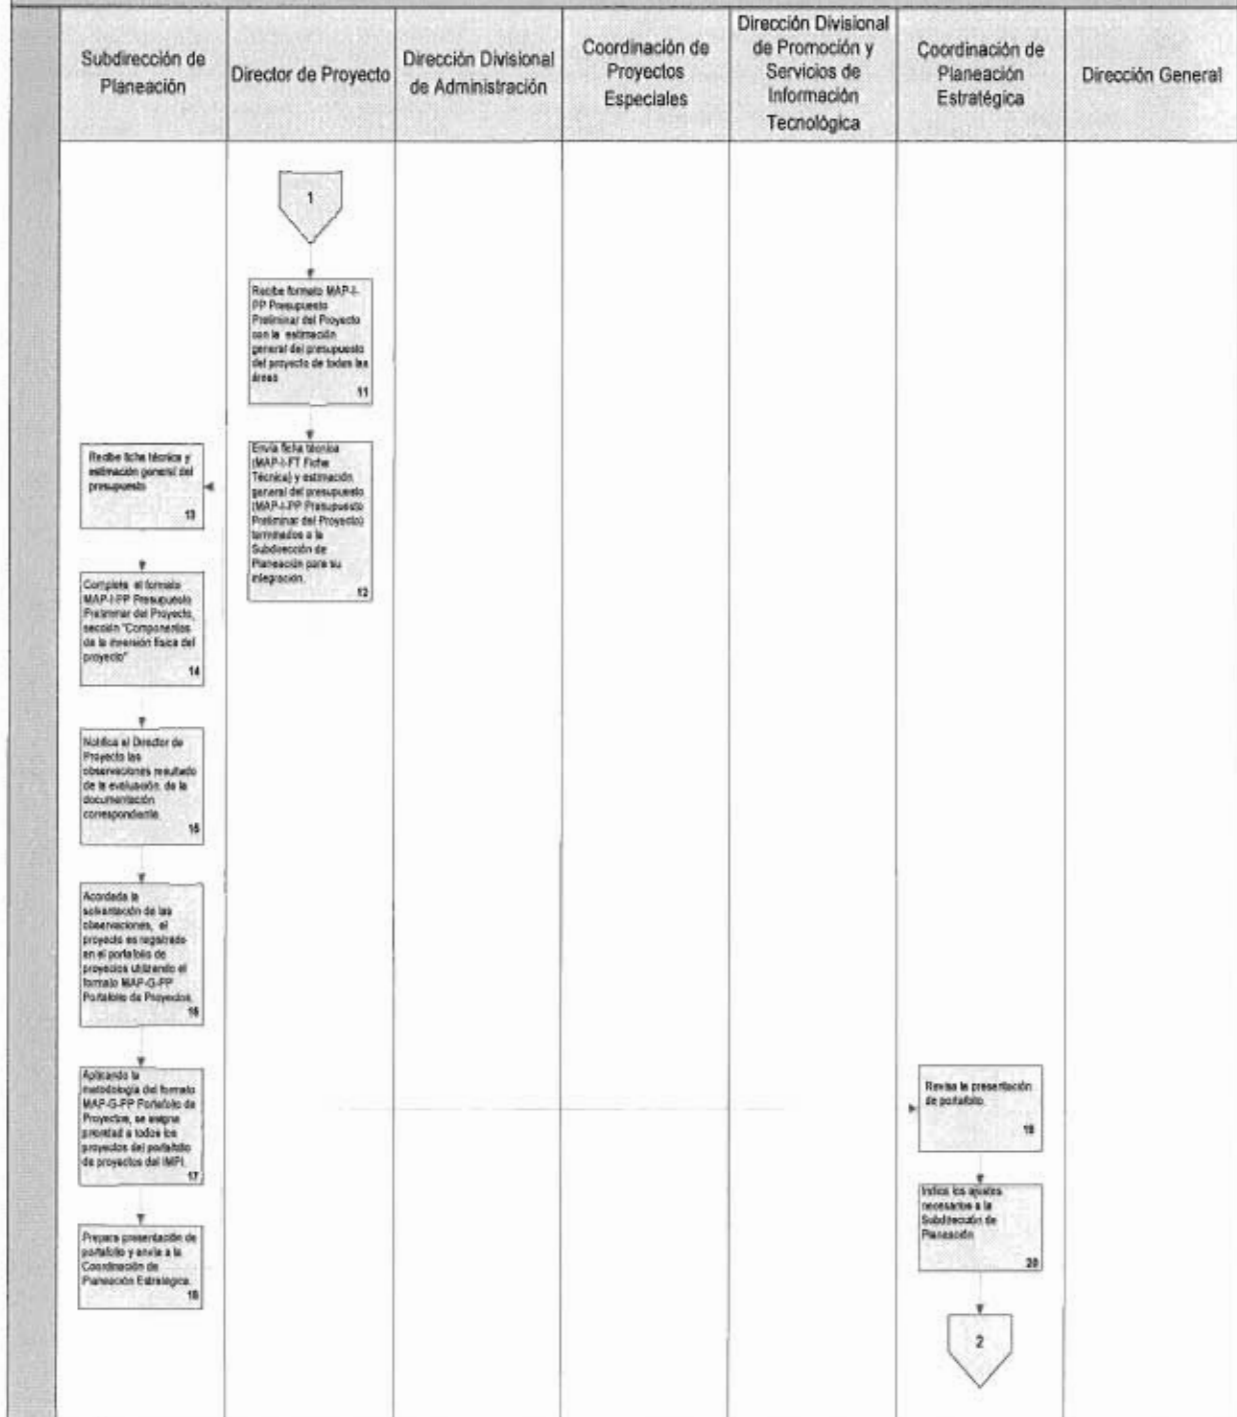 Subdirección de
Planeación
Director de Proyecto
Dirección Divisional
de Administración
Coordinación de
Proyectos
Especiales
Dirección Divisional
de Promoción y
Servicios de
Información
Tecnológica
Coordinación de
Planeación
Estratégica
Dirección General
1
Recibe formato MAP-I-
PP Presupuesto
Preliminar del Proyecto
con la estimación
general del presupuesto
del proyecto de todas las
áreas
11
Envía ficha técnica
(MAP-I-FT Ficha
Técnica) y estimación
general del presupuesto
(MAP-I-PP Presupuesto
Preliminar del Proyecto)
terminados a la
Subdirección de
Planeación para su
integración.
12
Recibe ficha técnica y
estimación general del
presupuesto
13
Completa el formato
MAP-I-PP Presupuesto
Preliminar del Proyecto,
sección "Componentes
de la inversión física del
proyecto"
14
Notifica al Director de
Proyecto las
observaciones resultado
de la evaluación de la
documentación
correspondiente.
15
Acordada la
solventación de las
observaciones, el
proyecto es registrado
en el portafolio de
proyectos utilizando el
formato MAP-G-PP
Portafolio de Proyectos.
16
Aplicando la
metodología del formato
MAP-G-PP Portafolio de
Proyectos, se asigna
prioridad a todos los
proyectos del portafolio
de proyectos del IMPI.
17
Prepara presentación de
portafolio y envía a la
Coordinación de
Planeación Estratégica.
18
Revisa la presentación
de portafolio.
19
Indica los ajustes
necesarios a la
Subdirección de
Planeación
20
2